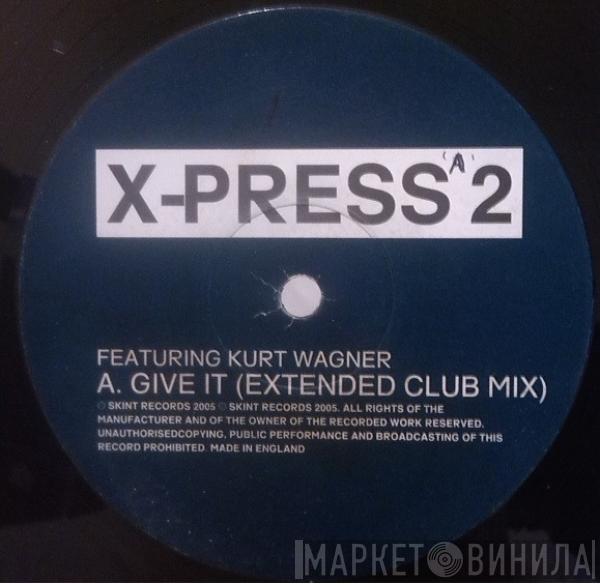 X-PRESS 2
'A'
FEATURING KURT WAGNER
A. GIVE IT (EXTENDED CLUB MIX)
℗ SKINT RECORDS 2005 © SKINT RECORDS 2005. ALL RIGHTS OF THE
MANUFACTURER AND OF THE OWNER OF THE RECORDED WORK RESERVED.
UNAUTHORISEDCOPYING, PUBLIC PERFORMANCE AND BROADCASTING OF THIS
RECORD PROHIBITED. MADE IN ENGLAND
МАРКЕТ ВИНИЛА